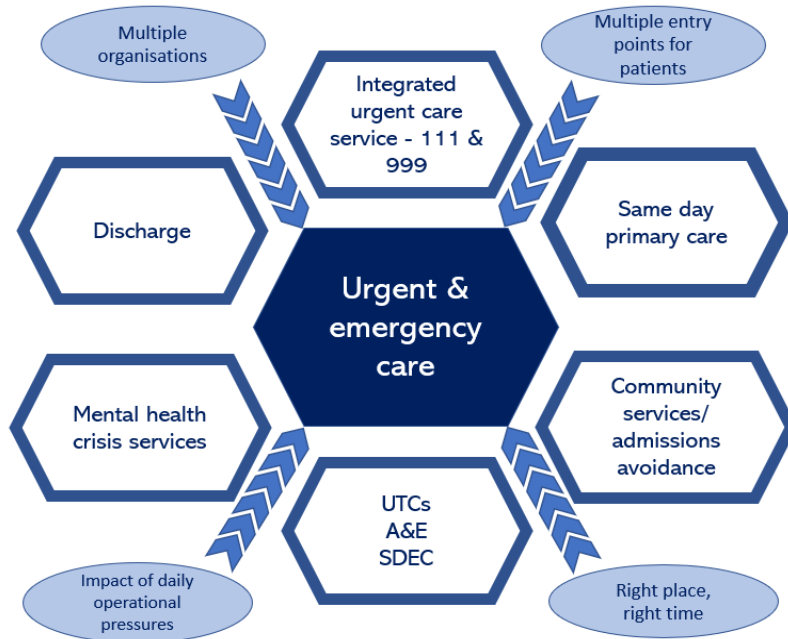 Multiple
organisations
Multiple entry
points for
patients
Integrated
urgent care
service - 111 &
999
Discharge
Same day
primary care
Urgent &
emergency
care
Mental health
crisis services
Community
services/
admissions
avoidance
UTCs
A&E
SDEC
Impact of daily
operational
pressures
Right place,
right time